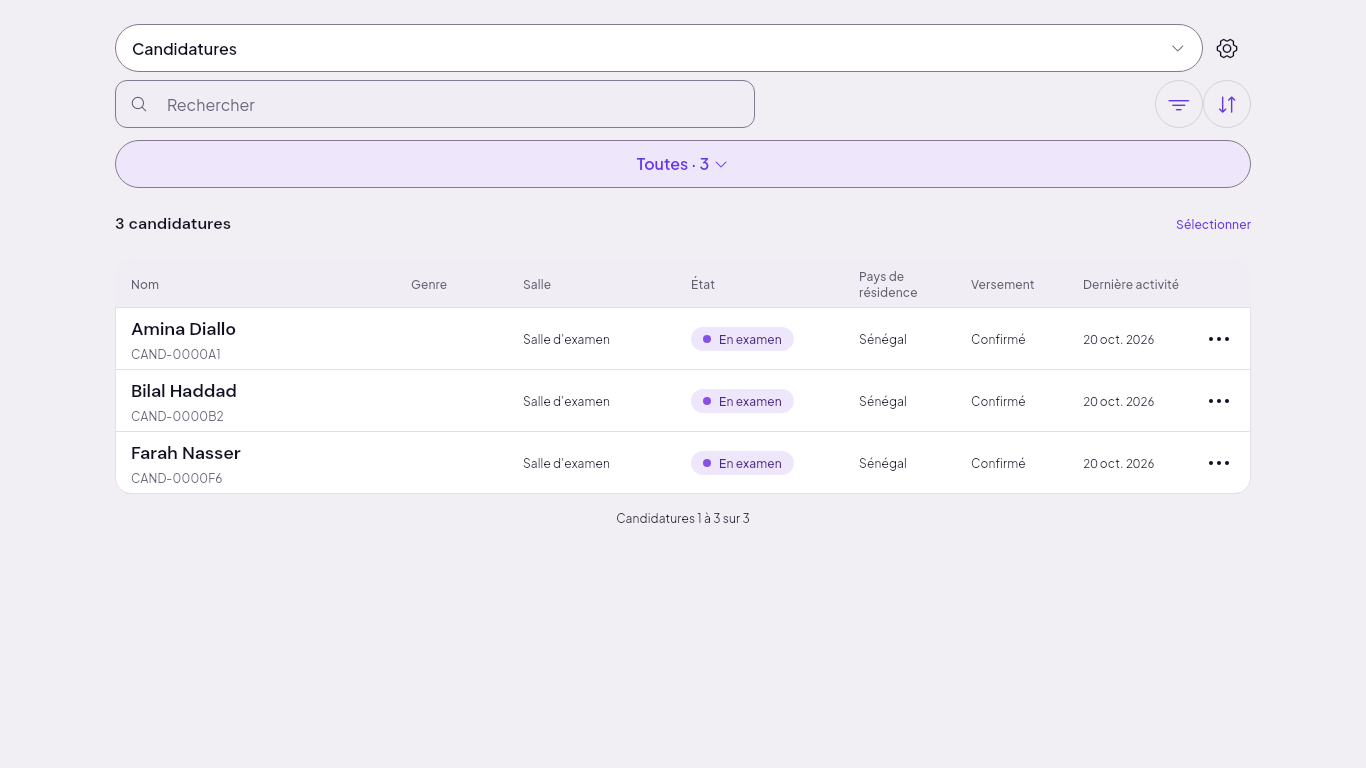 Candidatures
Rechercher
Toutes · 3
3 candidatures
Sélectionner
Nom Genre Salle État Pays de résidence Versement Dernière activité
Amina Diallo
CAND-0000A1
Salle d'examen En examen Sénégal Confirmé 20 oct. 2026
Bilal Haddad
CAND-0000B2
Salle d'examen En examen Sénégal Confirmé 20 oct. 2026
Farah Nasser
CAND-0000F6
Salle d'examen En examen Sénégal Confirmé 20 oct. 2026
Candidatures 1 à 3 sur 3